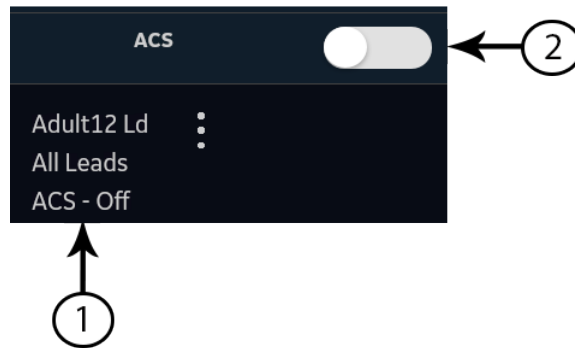 ACS
2
Adult12 Ld
All Leads
ACS - Off
1